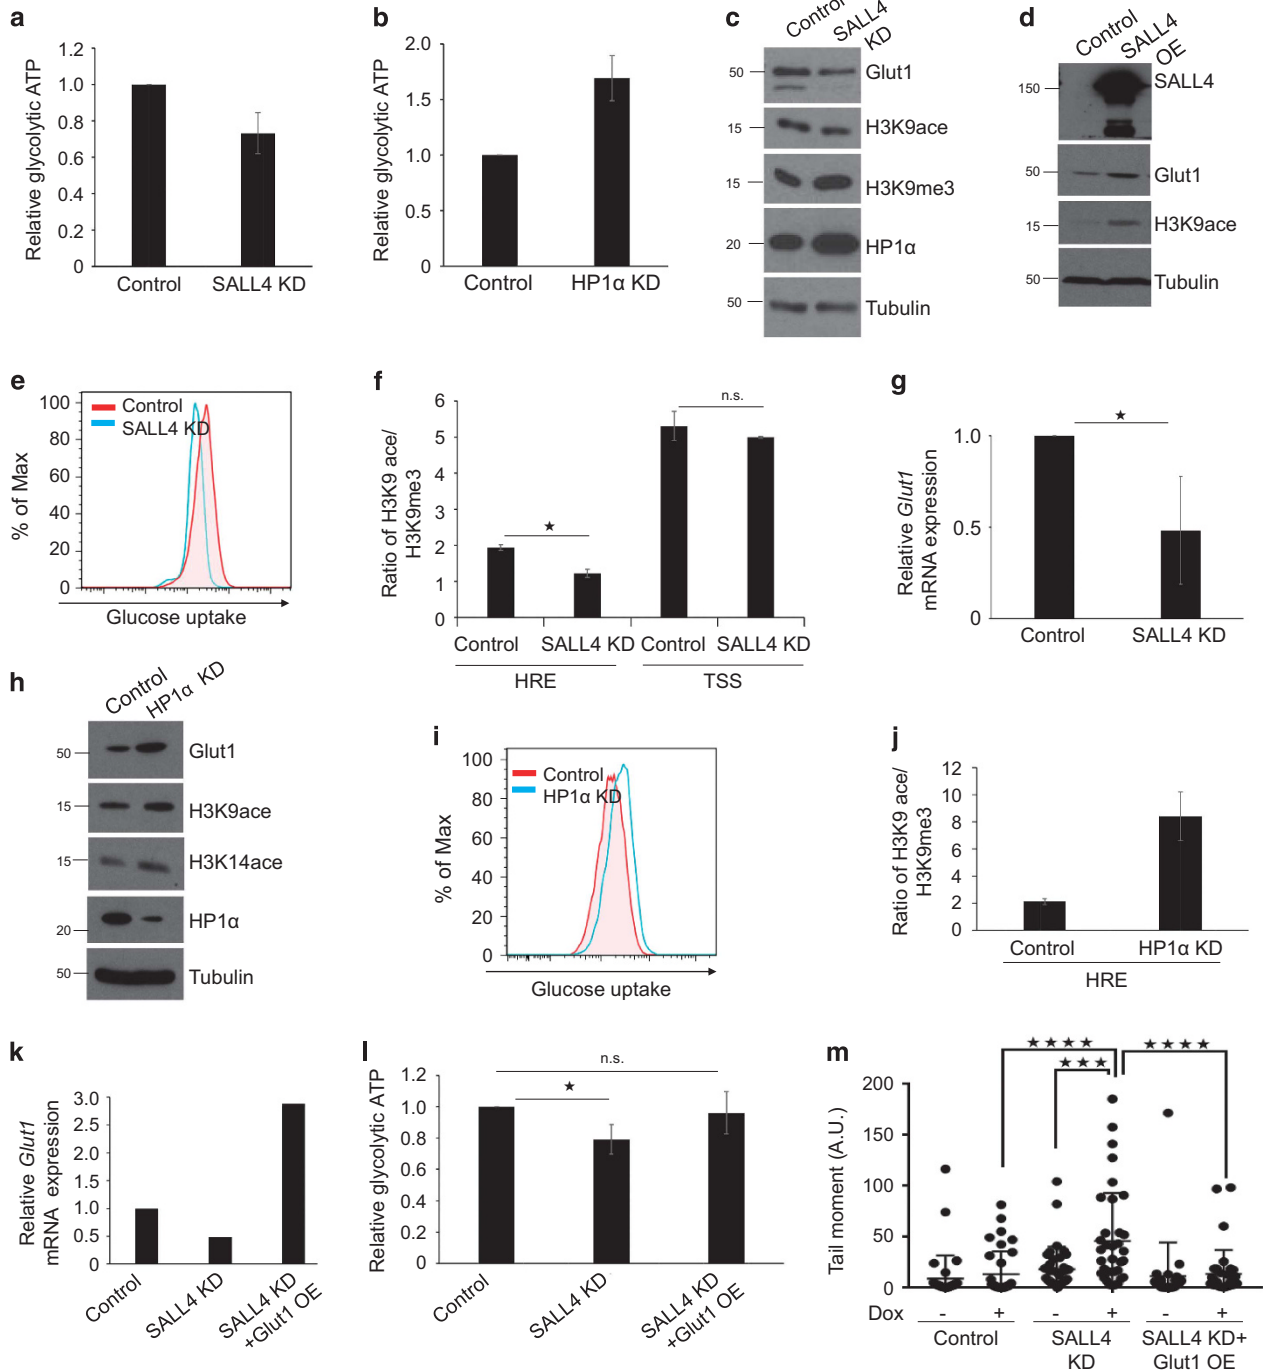 a
Relative glycolytic ATP
1.2
1.0
0.8
0.6
0.4
0.2
0
Control
SALL4 KD
b
Relative glycolytic ATP
2.0
1.5
1.0
0.5
0
Control
HP1α KD
c
Control
SALL4
KD
50
Glut1
15
H3K9ace
15
H3K9me3
20
HP1α
50
Tubulin
d
Control
SALL4
OE
150
SALL4
50
Glut1
15
H3K9ace
50
Tubulin
e
% of Max
100
80
60
40
20
0
Control
SALL4 KD
Glucose uptake
f
Ratio of H3K9 ace/
H3K9me3
6
5
4
3
2
1
0
★
n.s.
Control
SALL4 KD
Control
SALL4 KD
HRE
TSS
g
Relative Glut1
mRNA expression
1.0
0.5
0
★
Control
SALL4 KD
h
Control
HP1α KD
50
Glut1
15
H3K9ace
15
H3K14ace
20
HP1α
50
Tubulin
i
% of Max
100
80
60
40
20
0
Control
HP1α KD
Glucose uptake
j
Ratio of H3K9 ace/
H3K9me3
12
10
8
6
4
2
0
Control
HP1α KD
HRE
k
Relative Glut1
mRNA expression
3.0
2.5
2.0
1.5
1.0
0.5
0
Control
SALL4 KD
SALL4 KD
+Glut1 OE
l
Relative glycolytic ATP
1.2
1.0
0.8
0.6
0.4
0.2
0
n.s.
★
Control
SALL4 KD
SALL4 KD
+Glut1 OE
m
Tail moment (A.U.)
200
150
100
50
0
★★★★
★★★
★★★★
Dox - + - + - +
Control
SALL4
KD
SALL4 KD+
Glut1 OE